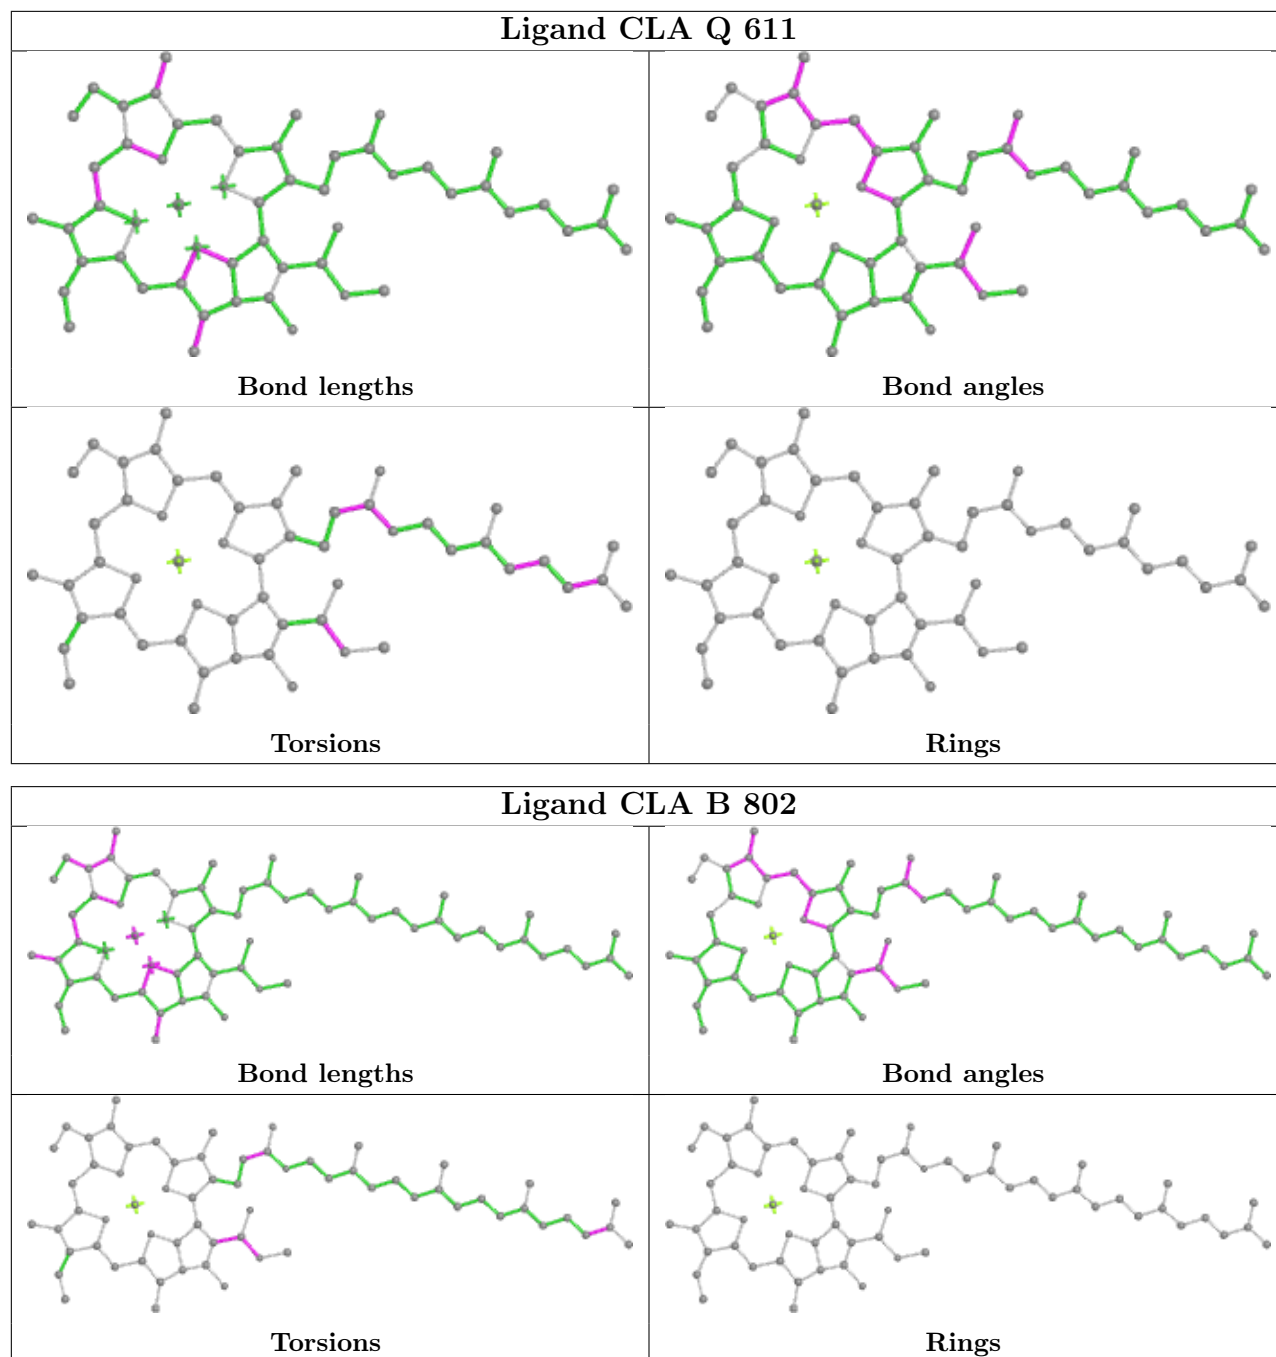 Ligand CLA Q 611
Bond lengths
Bond angles
Torsions
Rings
Ligand CLA B 802
Bond lengths
Bond angles
Torsions
Rings